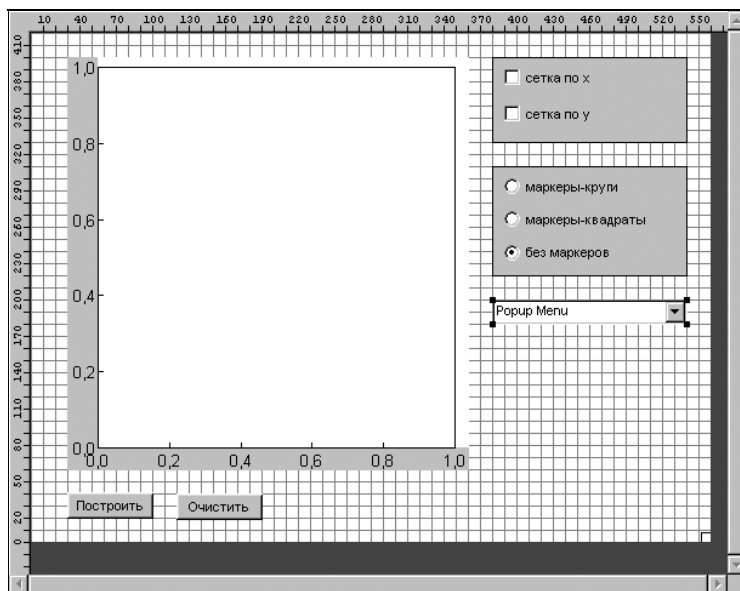 10 40 70 100 130 160 190 220 250 280 310 340 370 400 430 460 490 520 550
410
380
350
320
290
260
230
200
170
140
110
80
50
20
0
1,0
0,8
0,6
0,4
0,2
0,0
0,0 0,2 0,4 0,6 0,8 1,0
сетка по x
сетка по y
маркеры-круги
маркеры-квадраты
без маркеров
Popup Menu
Построить Очистить